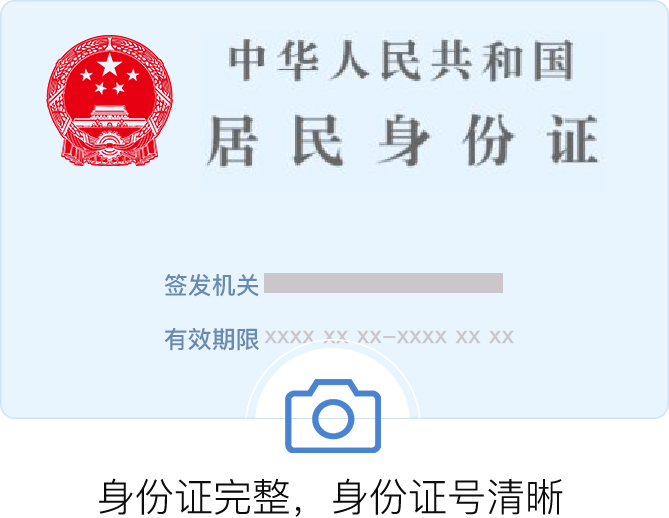 中华人民共和国
居民身份证
签发机关
有效期限 xxxx xx xx-xxxx xx xx
身份证完整，身份证号清晰